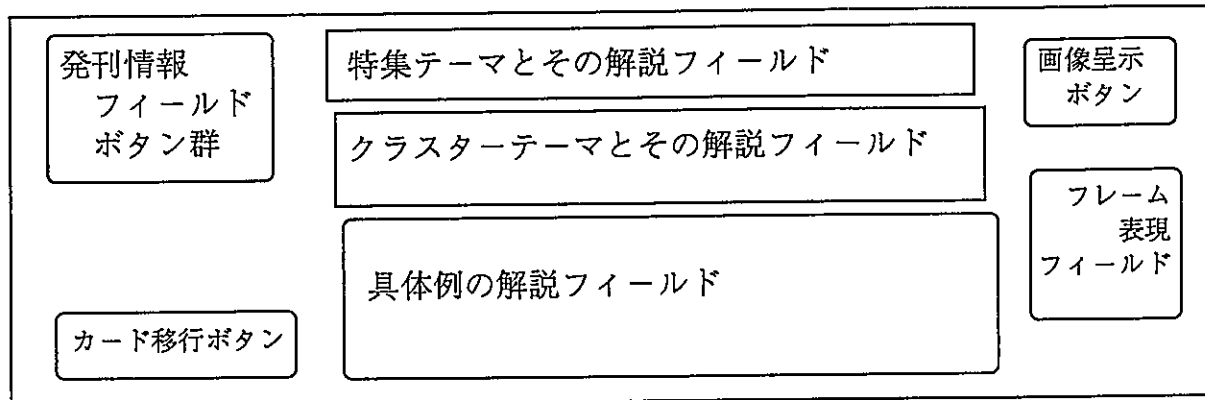 発刊情報
フィールド
ボタン群
特集テーマとその解説フィールド
クラスターテーマとその解説フィールド
具体例の解説フィールド
画像呈示
ボタン
フレーム
表現
フィールド
カード移行ボタン